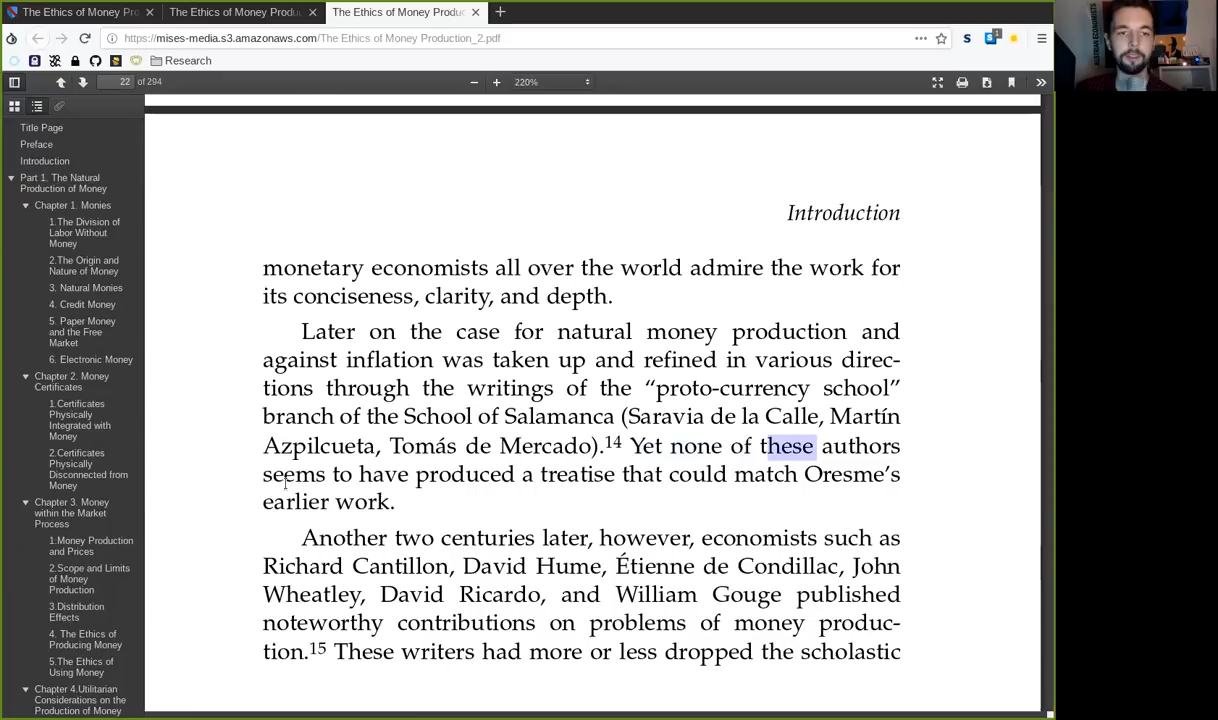 The Ethics of Money Pro
The Ethics of Money Produ
The Ethics of Money Produc
https://mises-media.s3.amazonaws.com/The Ethics of Money Production_2.pdf
S
1
Research
22 of 294
220%
Title Page
Preface
Introduction
Part 1. The Natural
Production of Money
Chapter 1. Monies
1.The Division of
Labor Without
Money
2.The Origin and
Nature of Money
3. Natural Monies
4. Credit Money
5. Paper Money
and the Free
Market
6. Electronic Money
Chapter 2. Money
Certificates
1.Certificates
Physically
Integrated with
Money
2.Certificates
Physically
Disconnected from
Money
Chapter 3. Money
within the Market
Process
1.Money Production
and Prices
2.Scope and Limits
of Money
Production
3.Distribution
Effects
4. The Ethics of
Producing Money
5.The Ethics of
Using Money
Chapter 4.Utilitarian
Considerations on the
Production of Money
Introduction
monetary economists all over the world admire the work for
its conciseness, clarity, and depth.
Later on the case for natural money production and
against inflation was taken up and refined in various direc-
tions through the writings of the “proto-currency school”
branch of the School of Salamanca (Saravia de la Calle, Martín
Azpilcueta, Tomás de Mercado).14 Yet none of these authors
seems to have produced a treatise that could match Oresme’s
earlier work.
Another two centuries later, however, economists such as
Richard Cantillon, David Hume, Étienne de Condillac, John
Wheatley, David Ricardo, and William Gouge published
noteworthy contributions on problems of money produc-
tion.15 These writers had more or less dropped the scholastic